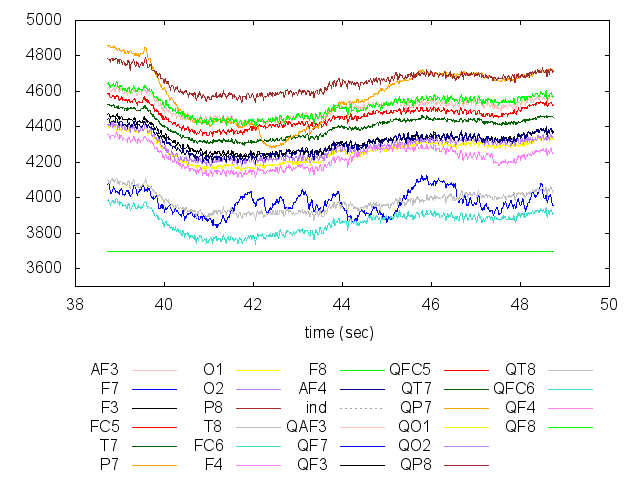 5000
4800
4600
4400
4200
4000
3800
3600
38 40 42 44 46 48 50
time (sec)
AF3 O1 F8 QFC5 QT8
F7 O2 AF4 QT7 QFC6
F3 P8 ind QP7 QF4
FC5 T8 QAF3 QO1 QF8
T7 FC6 QF7 QO2
P7 F4 QF3 QP8